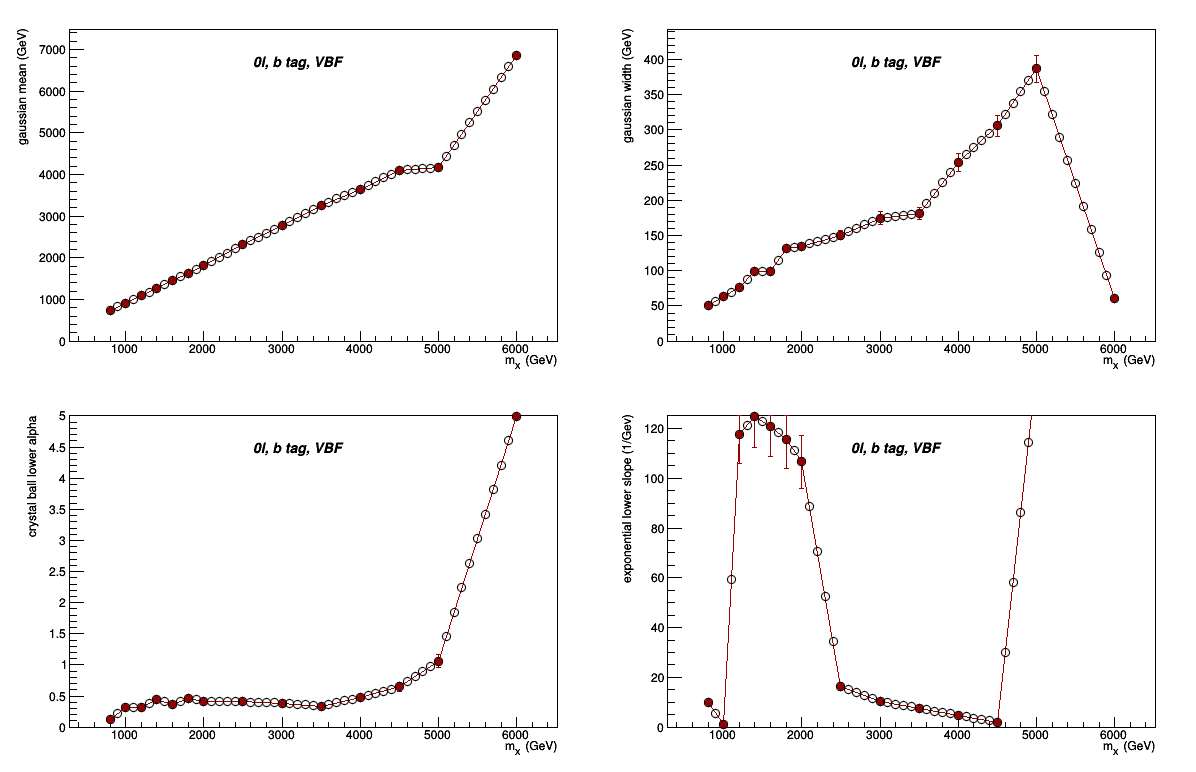 gaussian mean (GeV)
7000
6000
5000
4000
3000
2000
1000
0
0l, b tag, VBF
1000 2000 3000 4000 5000 6000
mx (GeV)
gaussian width (GeV)
400
350
300
250
200
150
100
50
0
0l, b tag, VBF
1000 2000 3000 4000 5000 6000
mx (GeV)
crystal ball lower alpha
5
4.5
4
3.5
3
2.5
2
1.5
1
0.5
0
0l, b tag, VBF
1000 2000 3000 4000 5000 6000
mx (GeV)
exponential lower slope (1/Gev)
120
100
80
60
40
20
0
0l, b tag, VBF
1000 2000 3000 4000 5000 6000
mx (GeV)